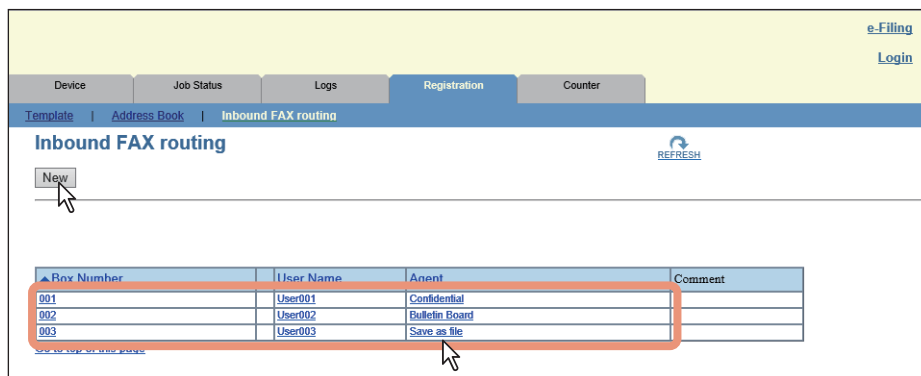 e-Filing
Login
Device Job Status Logs Registration Counter
Template | Address Book | Inbound FAX routing
Inbound FAX routing
REFRESH
New
Box Number User Name Agent Comment
001 User001 Confidential
002 User002 Bulletin Board
003 User003 Save as file
Go to top of this page